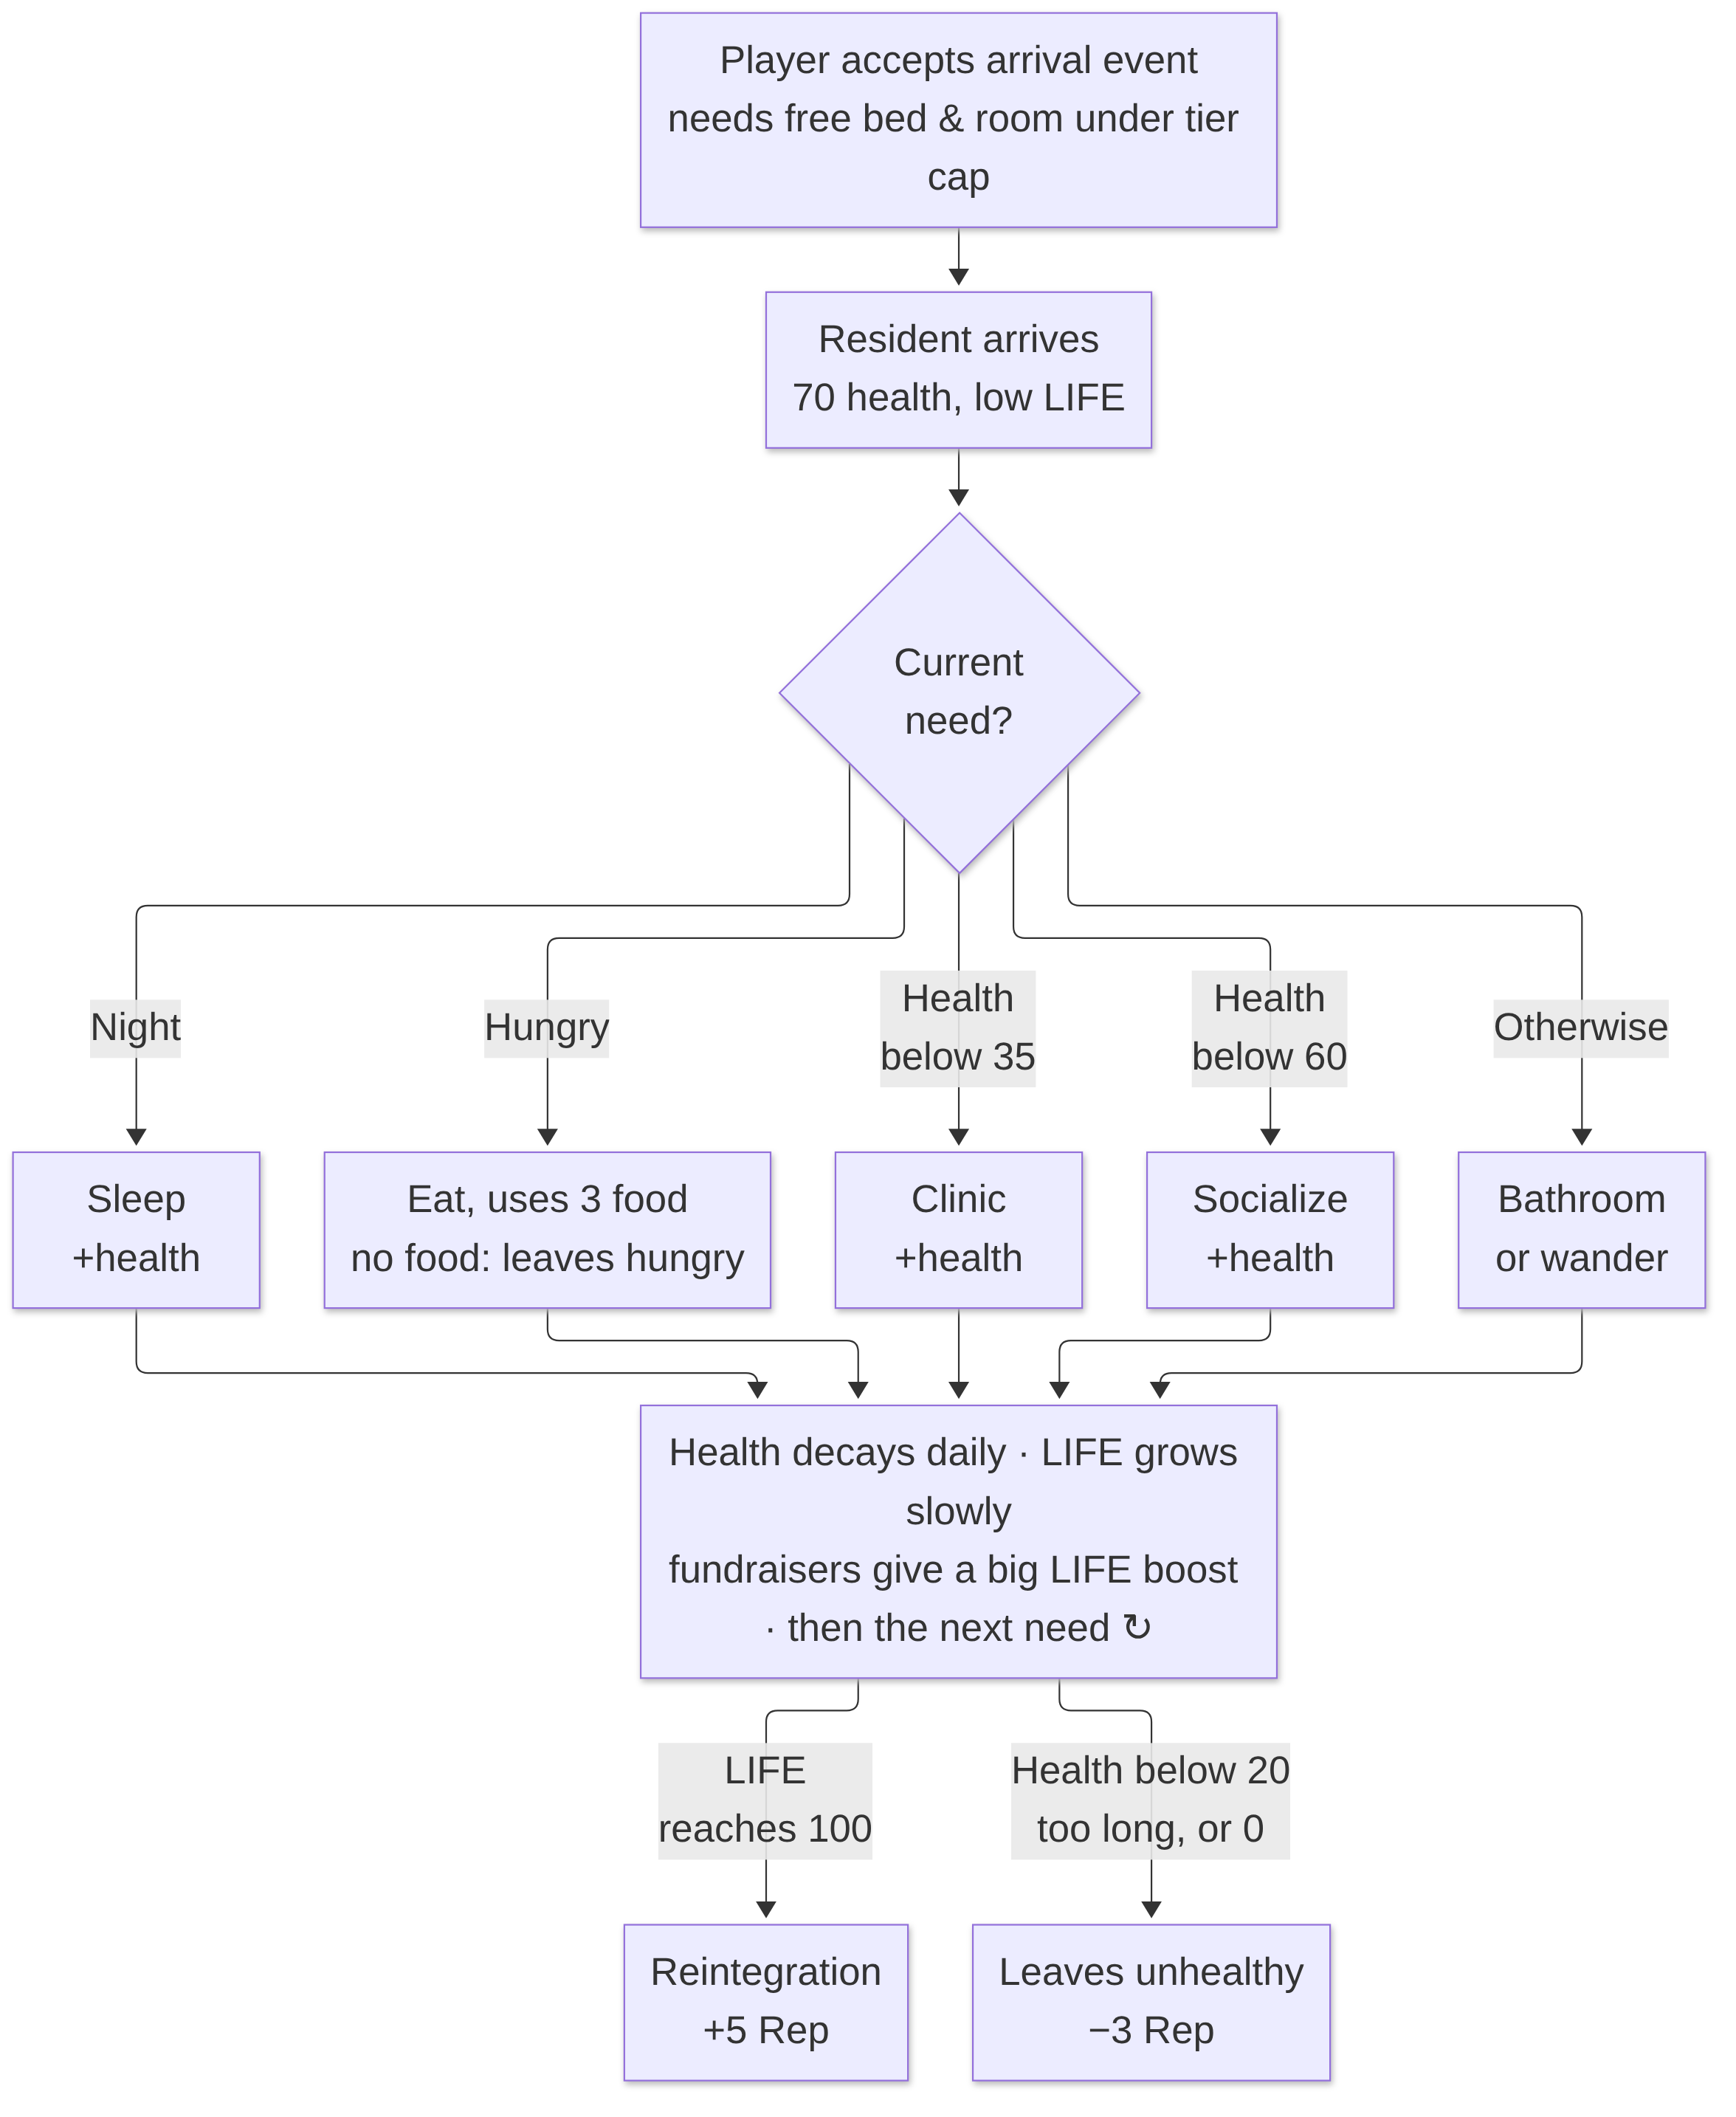 Player accepts arrival event
needs free bed & room under tier
cap
Resident arrives
70 health, low LIFE
Current
need?
Night
Hungry
Health
below 35
Health
below 60
Otherwise
Sleep
+health
Eat, uses 3 food
no food: leaves hungry
Clinic
+health
Socialize
+health
Bathroom
or wander
Health decays daily · LIFE grows
slowly
fundraisers give a big LIFE boost
· then the next need ↻
LIFE
reaches 100
Health below 20
too long, or 0
Reintegration
+5 Rep
Leaves unhealthy
−3 Rep